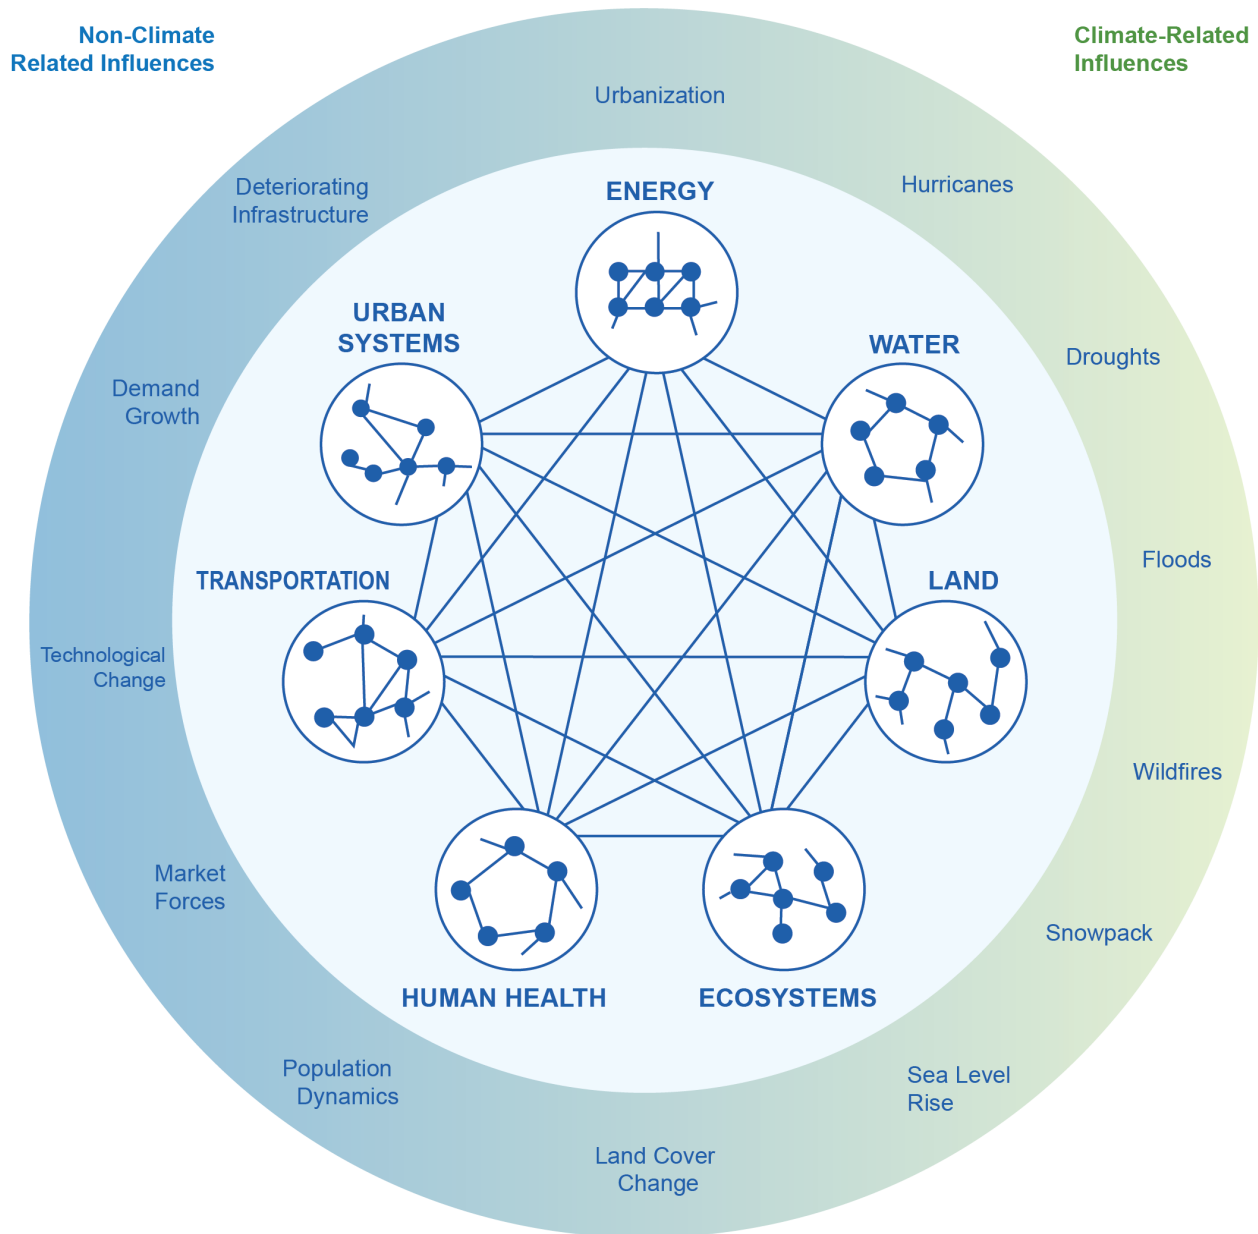 Non-Climate
Related Influences
Climate-Related
Influences
Urbanization
Deteriorating
Infrastructure
Hurricanes
ENERGY
URBAN
SYSTEMS
WATER
Droughts
Demand
Growth
Floods
TRANSPORTATION
LAND
Technological
Change
Wildfires
Market
Forces
Snowpack
HUMAN HEALTH
ECOSYSTEMS
Population
Dynamics
Sea Level
Rise
Land Cover
Change